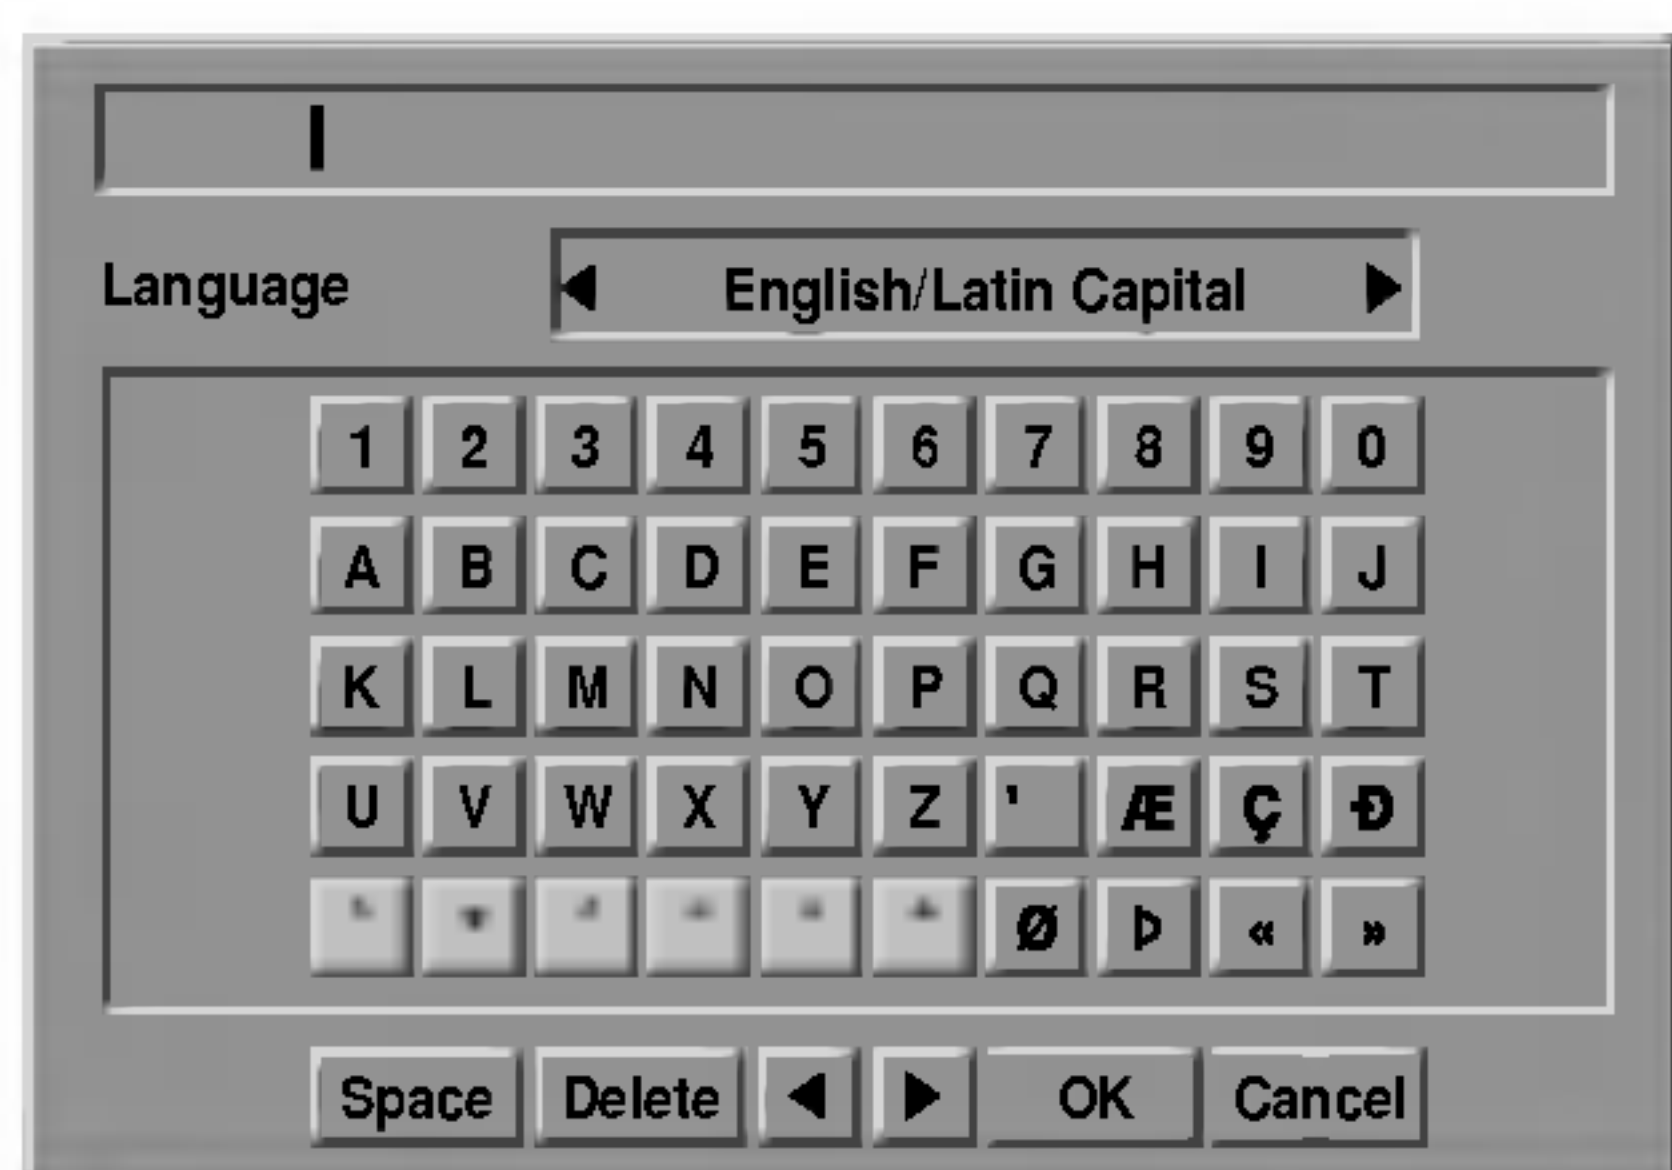 Language ◀ English/Latin Capital ▶
1 2 3 4 5 6 7 8 9 0
A B C D E F G H I J
K L M N O P Q R S T
U V W X Y Z ' Æ Ç Ð
Ø Þ « »
Space Delete ◀ ▶ OK Cancel